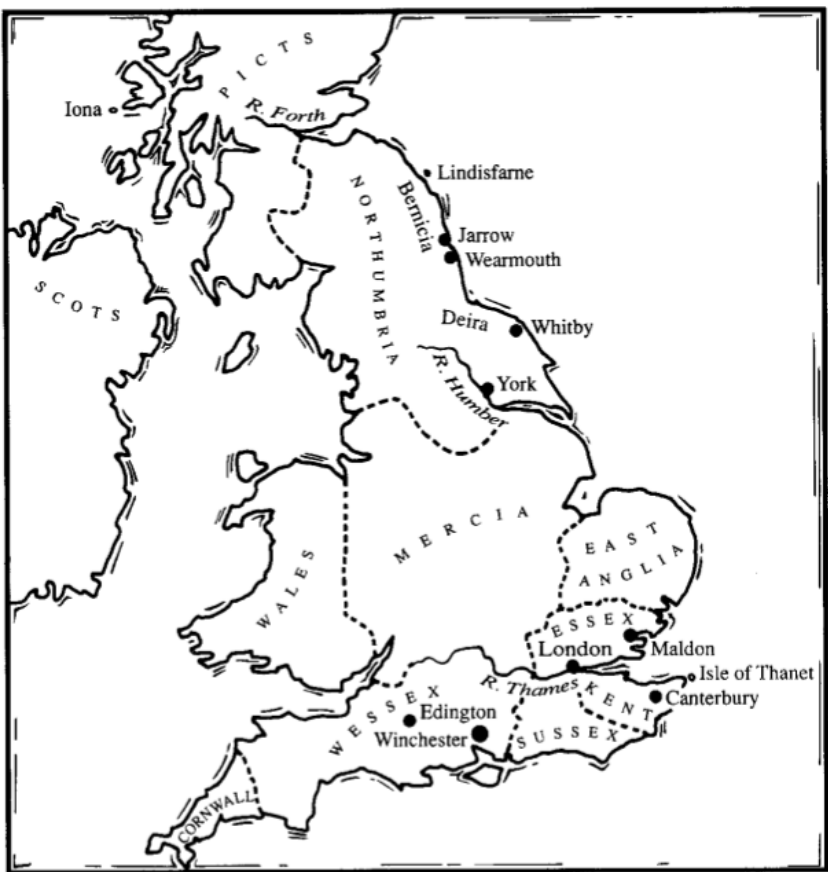 PICTS
Iona
R. Forth
Lindisfarne
NORTHUMBRIA
Bernicia
Jarrow
Wearmouth
SCOTS
Deira
Whitby
R. Humber
York
MERCIA
EAST
ANGLIA
WALES
ESSEX
Maldon
London
Isle of Thanet
R. Thames
KENT
Canterbury
WESSEX
Edington
Winchester
SUSSEX
CORNWALL